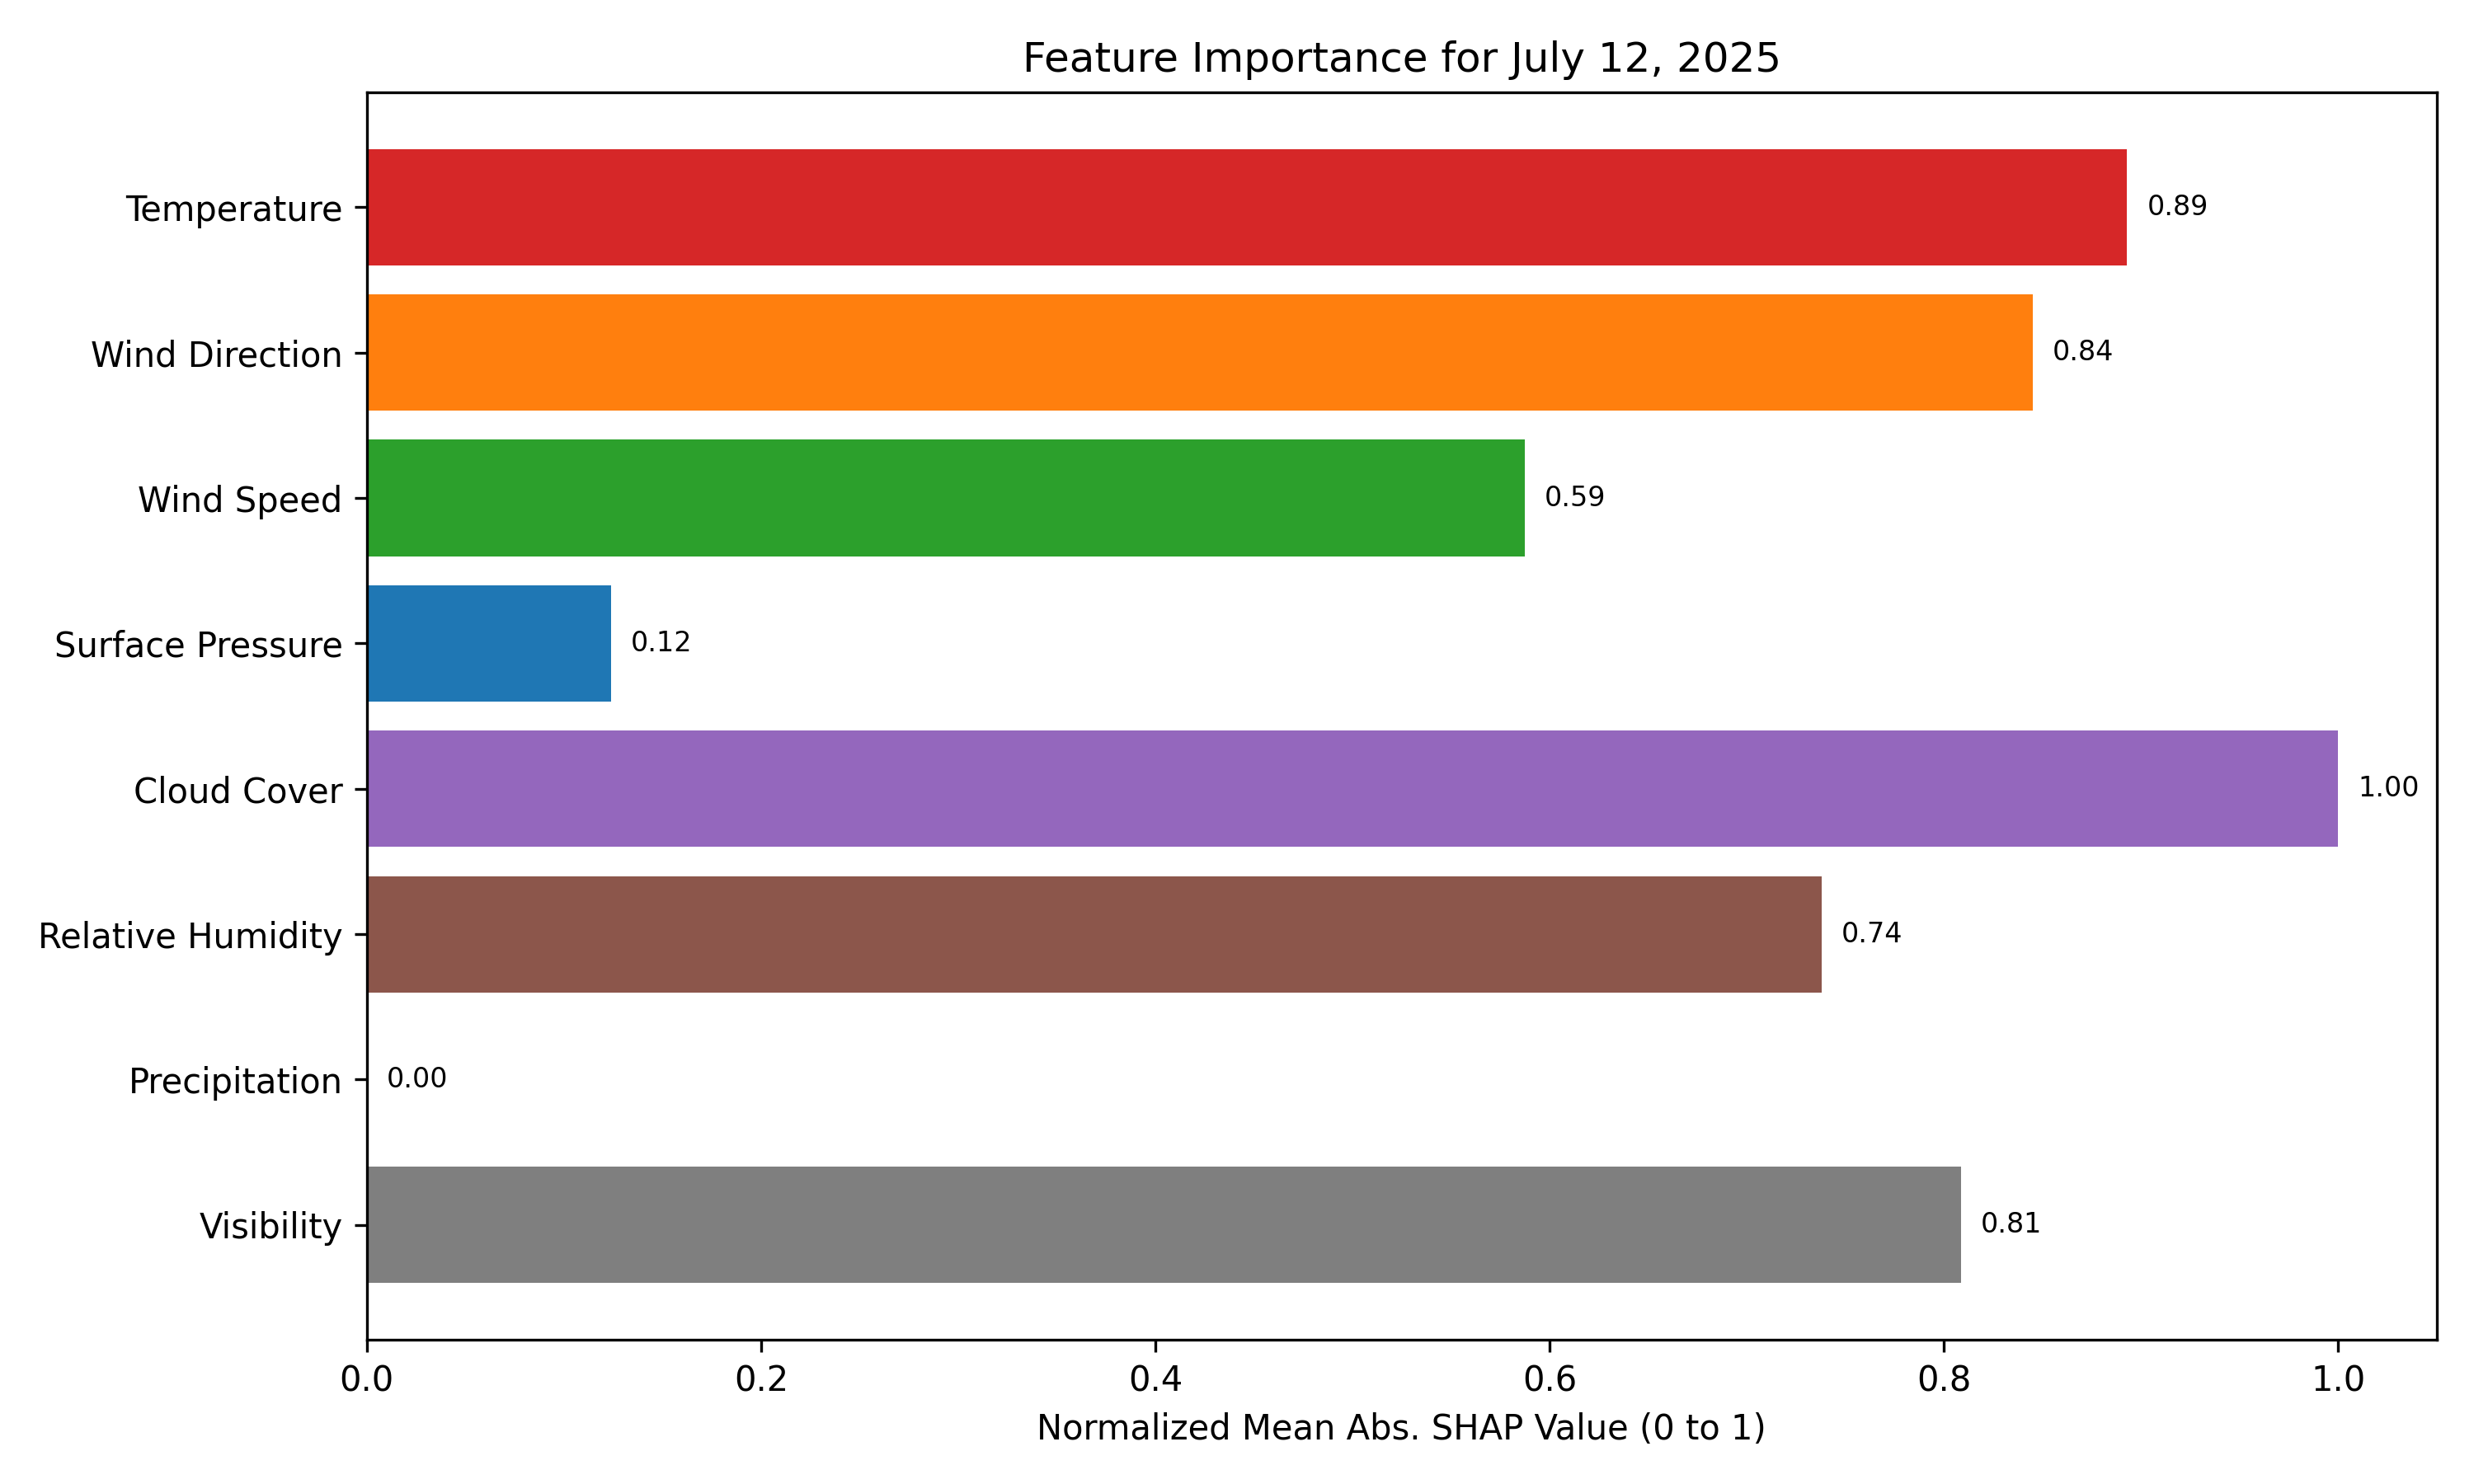 Feature Importance for July 12, 2025
Temperature 0.89
Wind Direction 0.84
Wind Speed 0.59
Surface Pressure 0.12
Cloud Cover 1.00
Relative Humidity 0.74
Precipitation 0.00
Visibility 0.81
0.0 0.2 0.4 0.6 0.8 1.0
Normalized Mean Abs. SHAP Value (0 to 1)